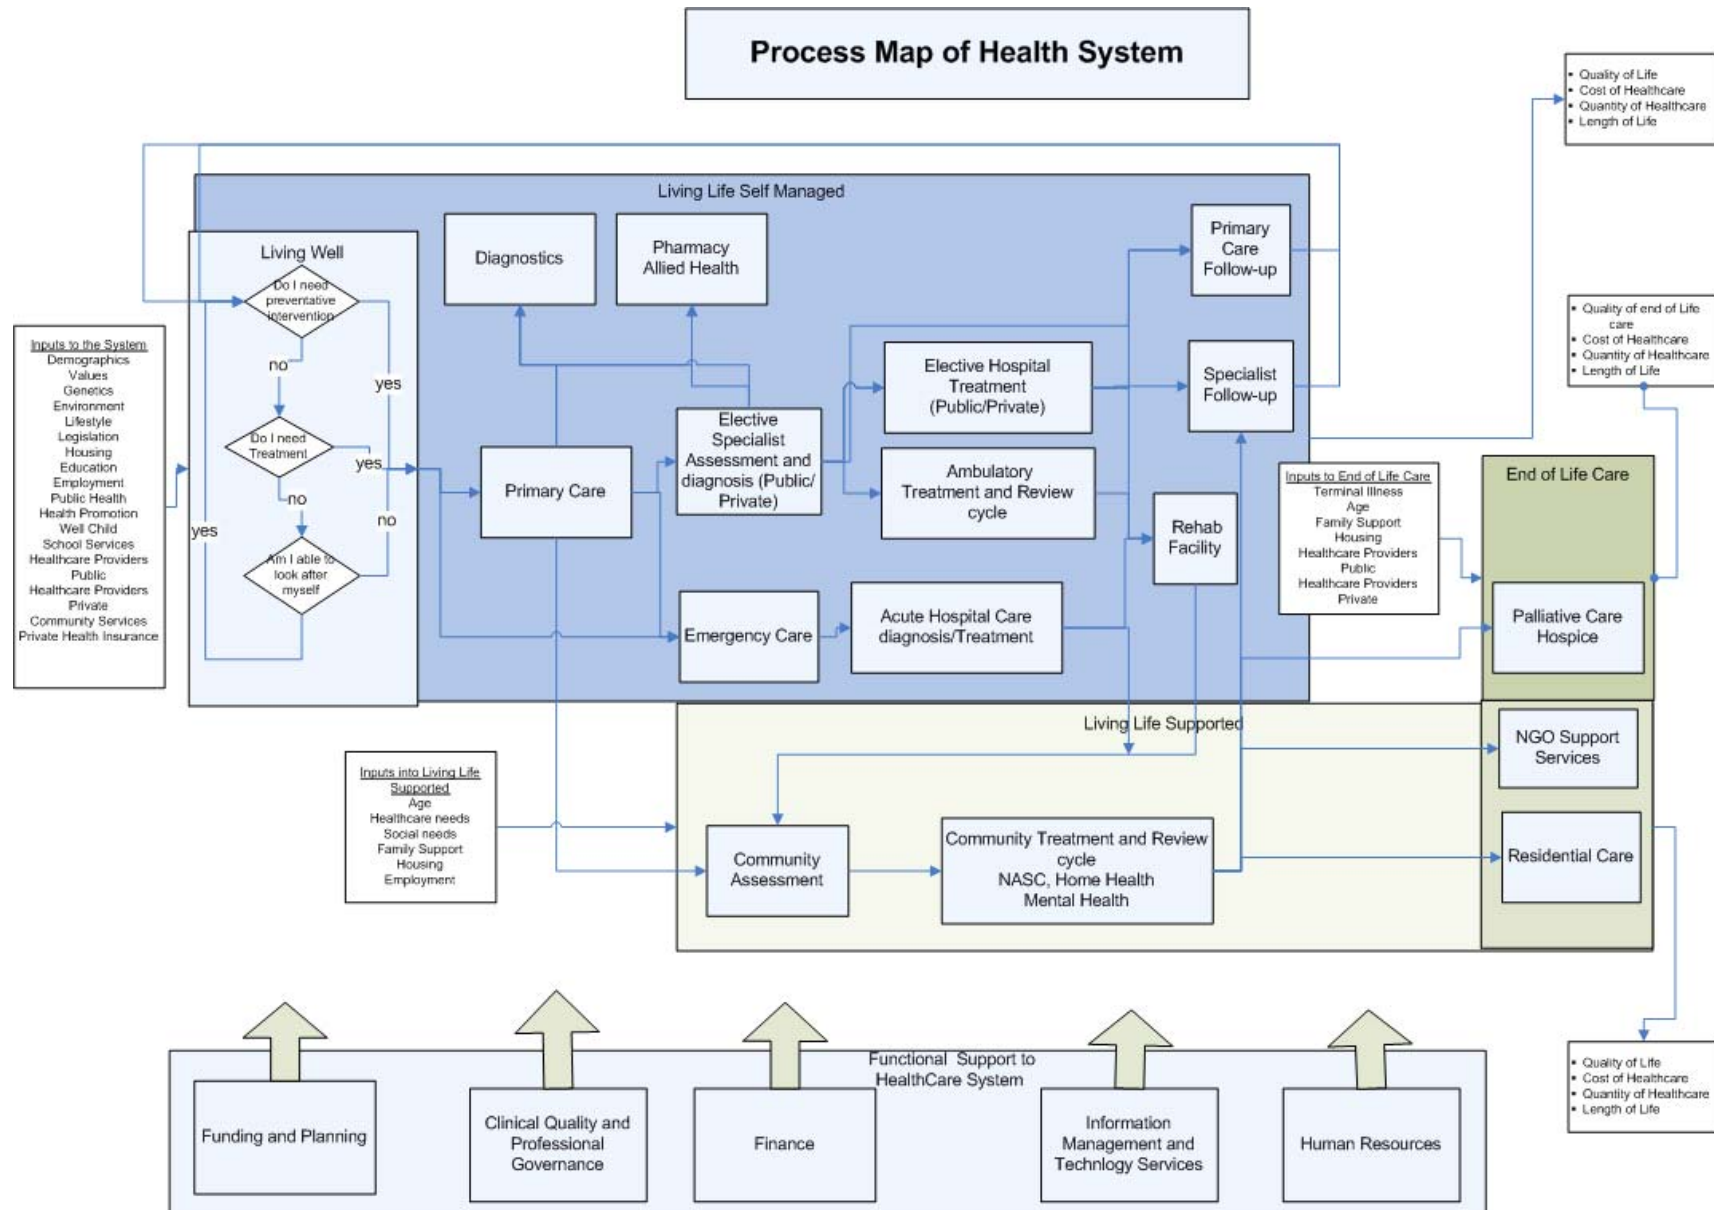 Process Map of Health System
▪ Quality of Life
▪ Cost of Healthcare
▪ Quantity of Healthcare
▪ Length of Life
Living Life Self Managed
Living Well
Do I need
preventative
intervention
no
yes
Do I need
Treatment
yes
no
no
yes
Am I able to
look after
myself
Inputs to the System
Demographics
Values
Genetics
Environment
Lifestyle
Legislation
Housing
Education
Employment
Public Health
Health Promotion
Well Child
School Services
Healthcare Providers
Public
Healthcare Providers
Private
Community Services
Private Health Insurance
Diagnostics
Pharmacy
Allied Health
Primary
Care
Follow-up
Primary Care
Elective
Specialist
Assessment and
diagnosis (Public/
Private)
Elective Hospital
Treatment
(Public/Private)
Specialist
Follow-up
Ambulatory
Treatment and Review
cycle
Rehab
Facility
Emergency Care
Acute Hospital Care
diagnosis/Treatment
▪ Quality of end of Life
care
▪ Cost of Healthcare
▪ Quantity of Healthcare
▪ Length of Life
Inputs to End of Life Care
Terminal Illness
Age
Family Support
Housing
Healthcare Providers
Public
Healthcare Providers
Private
End of Life Care
Palliative Care
Hospice
Living Life Supported
NGO Support
Services
Residential Care
Inputs into Living Life
Supported
Age
Healthcare needs
Social needs
Family Support
Housing
Employment
Community
Assessment
Community Treatment and Review
cycle
NASC, Home Health
Mental Health
▪ Quality of Life
▪ Cost of Healthcare
▪ Quantity of Healthcare
▪ Length of Life
Functional Support to
HealthCare System
Funding and Planning
Clinical Quality and
Professional
Governance
Finance
Information
Management and
Technlogy Services
Human Resources